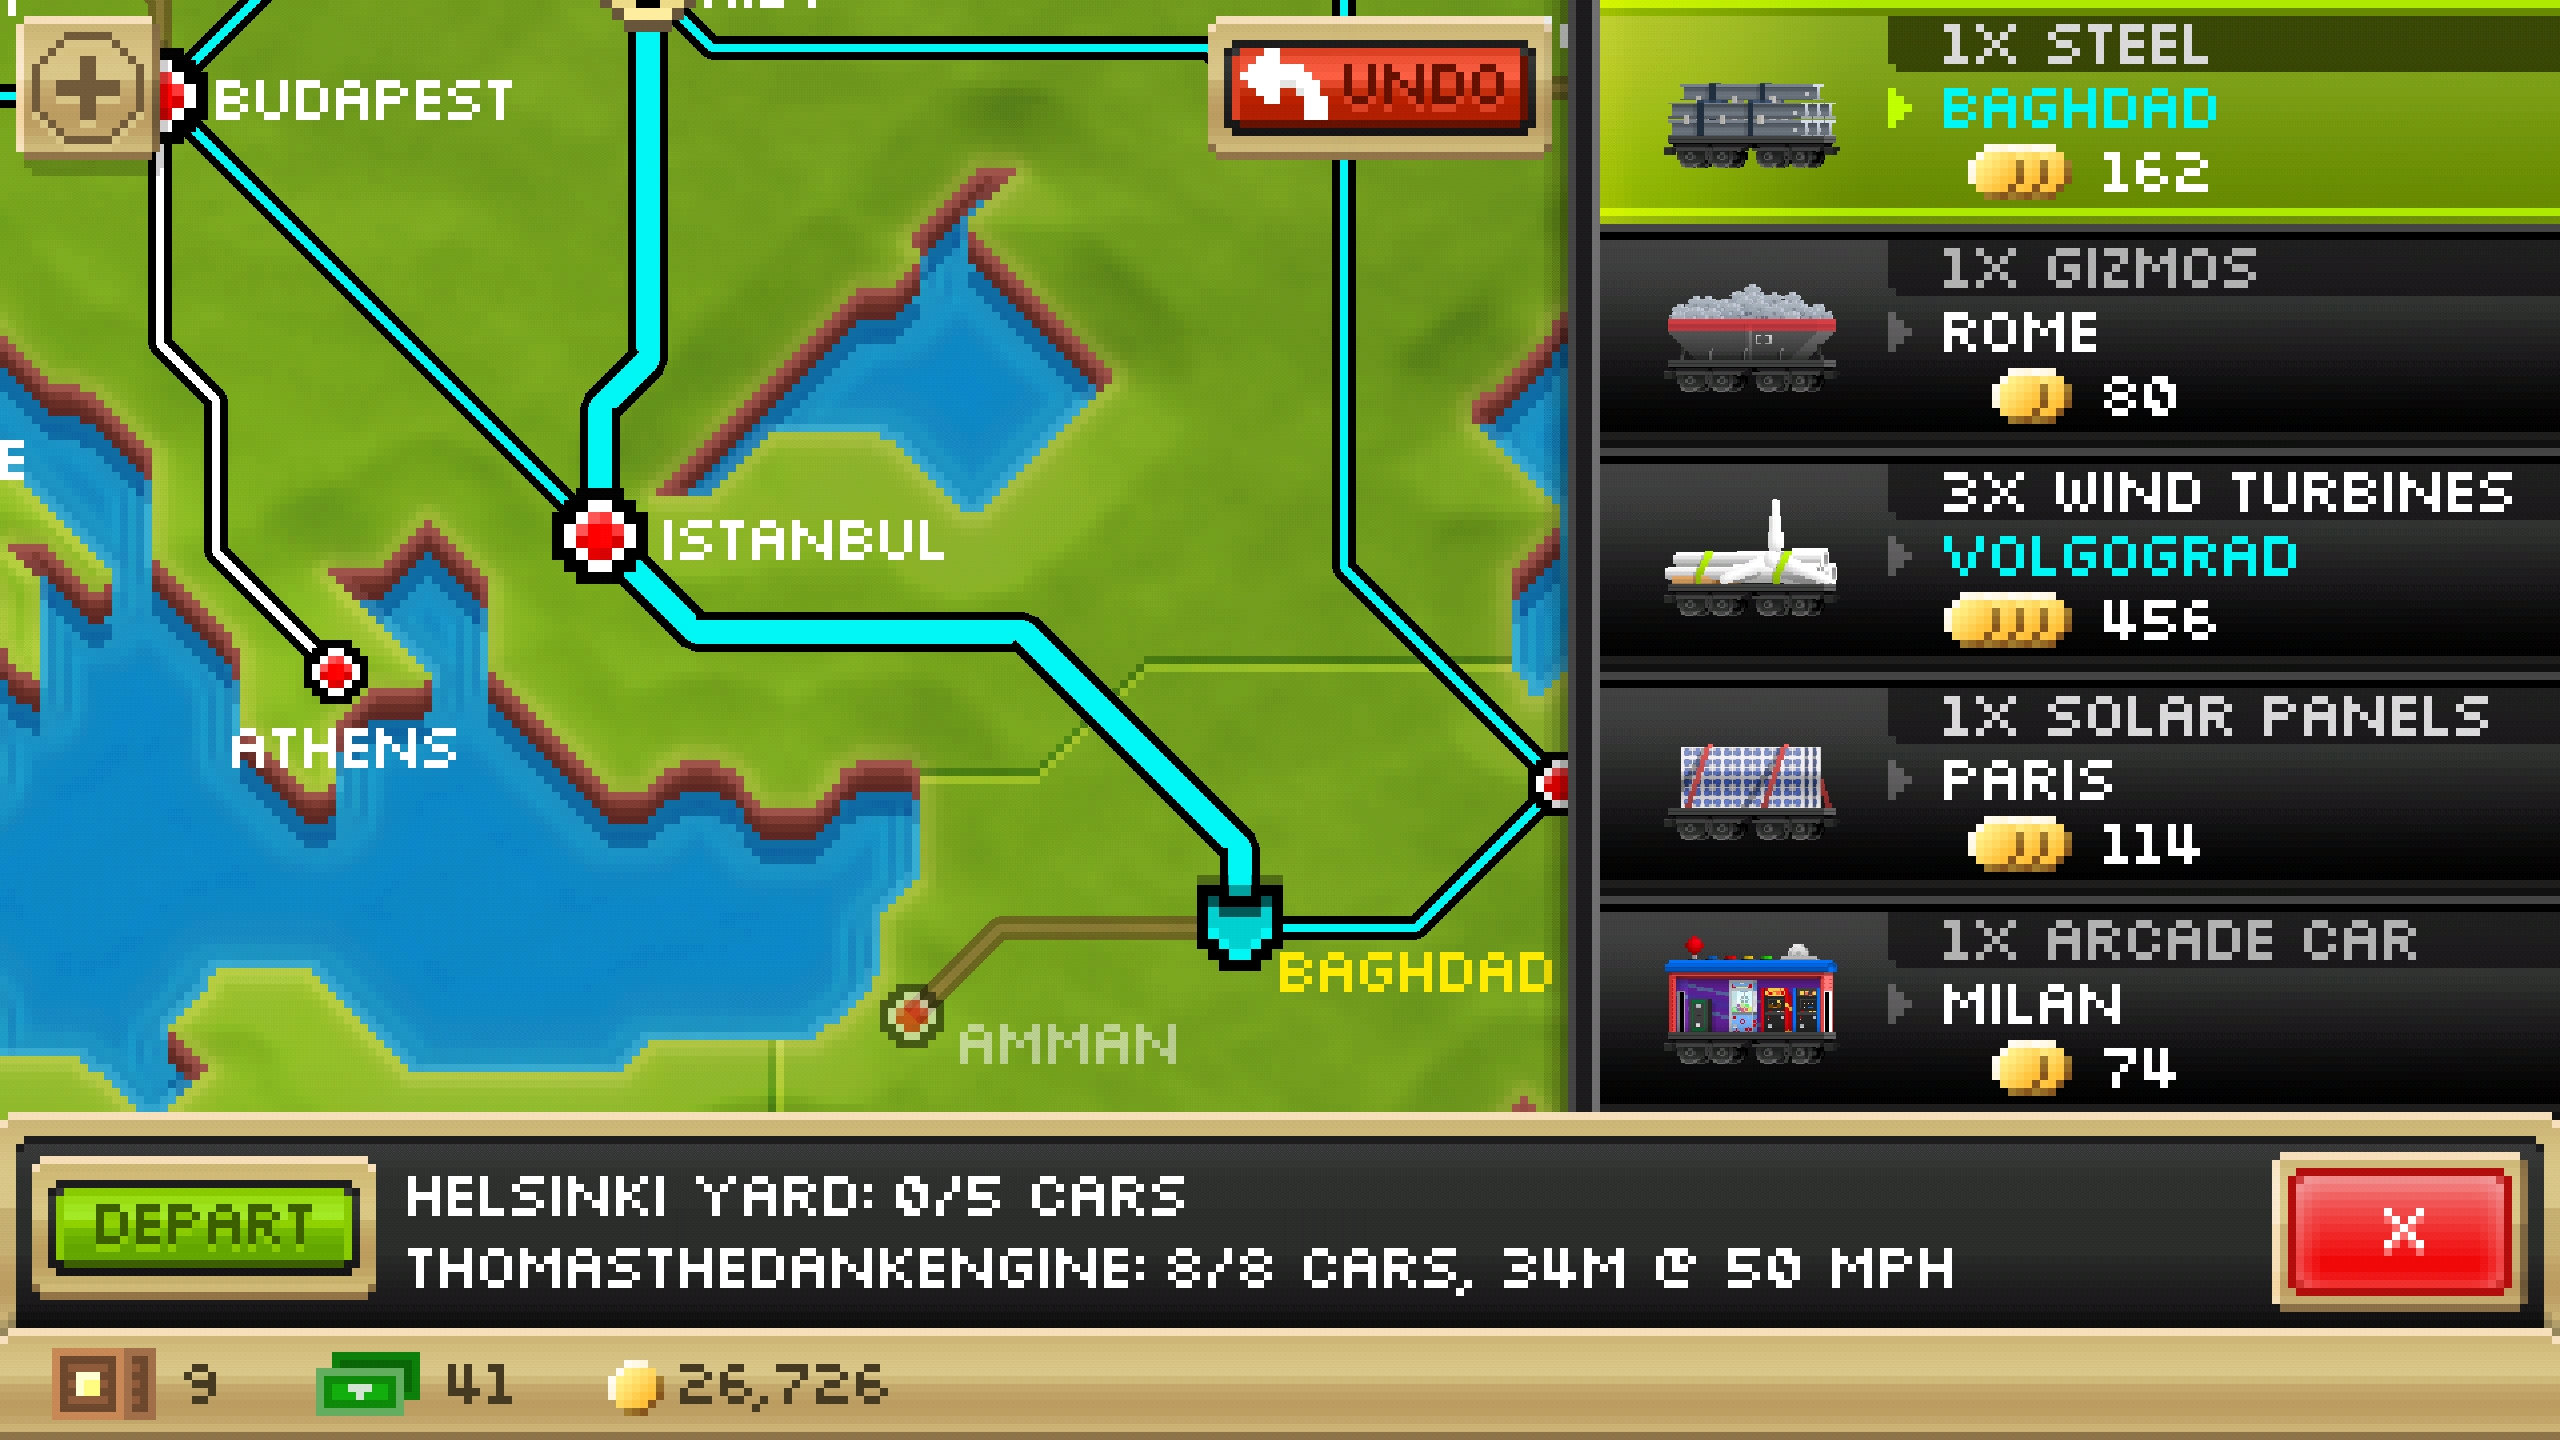 BUDAPEST
UNDO
ISTANBUL
ATHENS
BAGHDAD
AMMAN
1X STEEL
BAGHDAD
162
1X GIZMOS
ROME
80
3X WIND TURBINES
VOLGOGRAD
456
1X SOLAR PANELS
PARIS
114
1X ARCADE CAR
MILAN
74
DEPART
HELSINKI YARD: 0/5 CARS
THOMASTHEDANKENGINE: 8/8 CARS, 34M @ 50 MPH
X
9
41
26,726